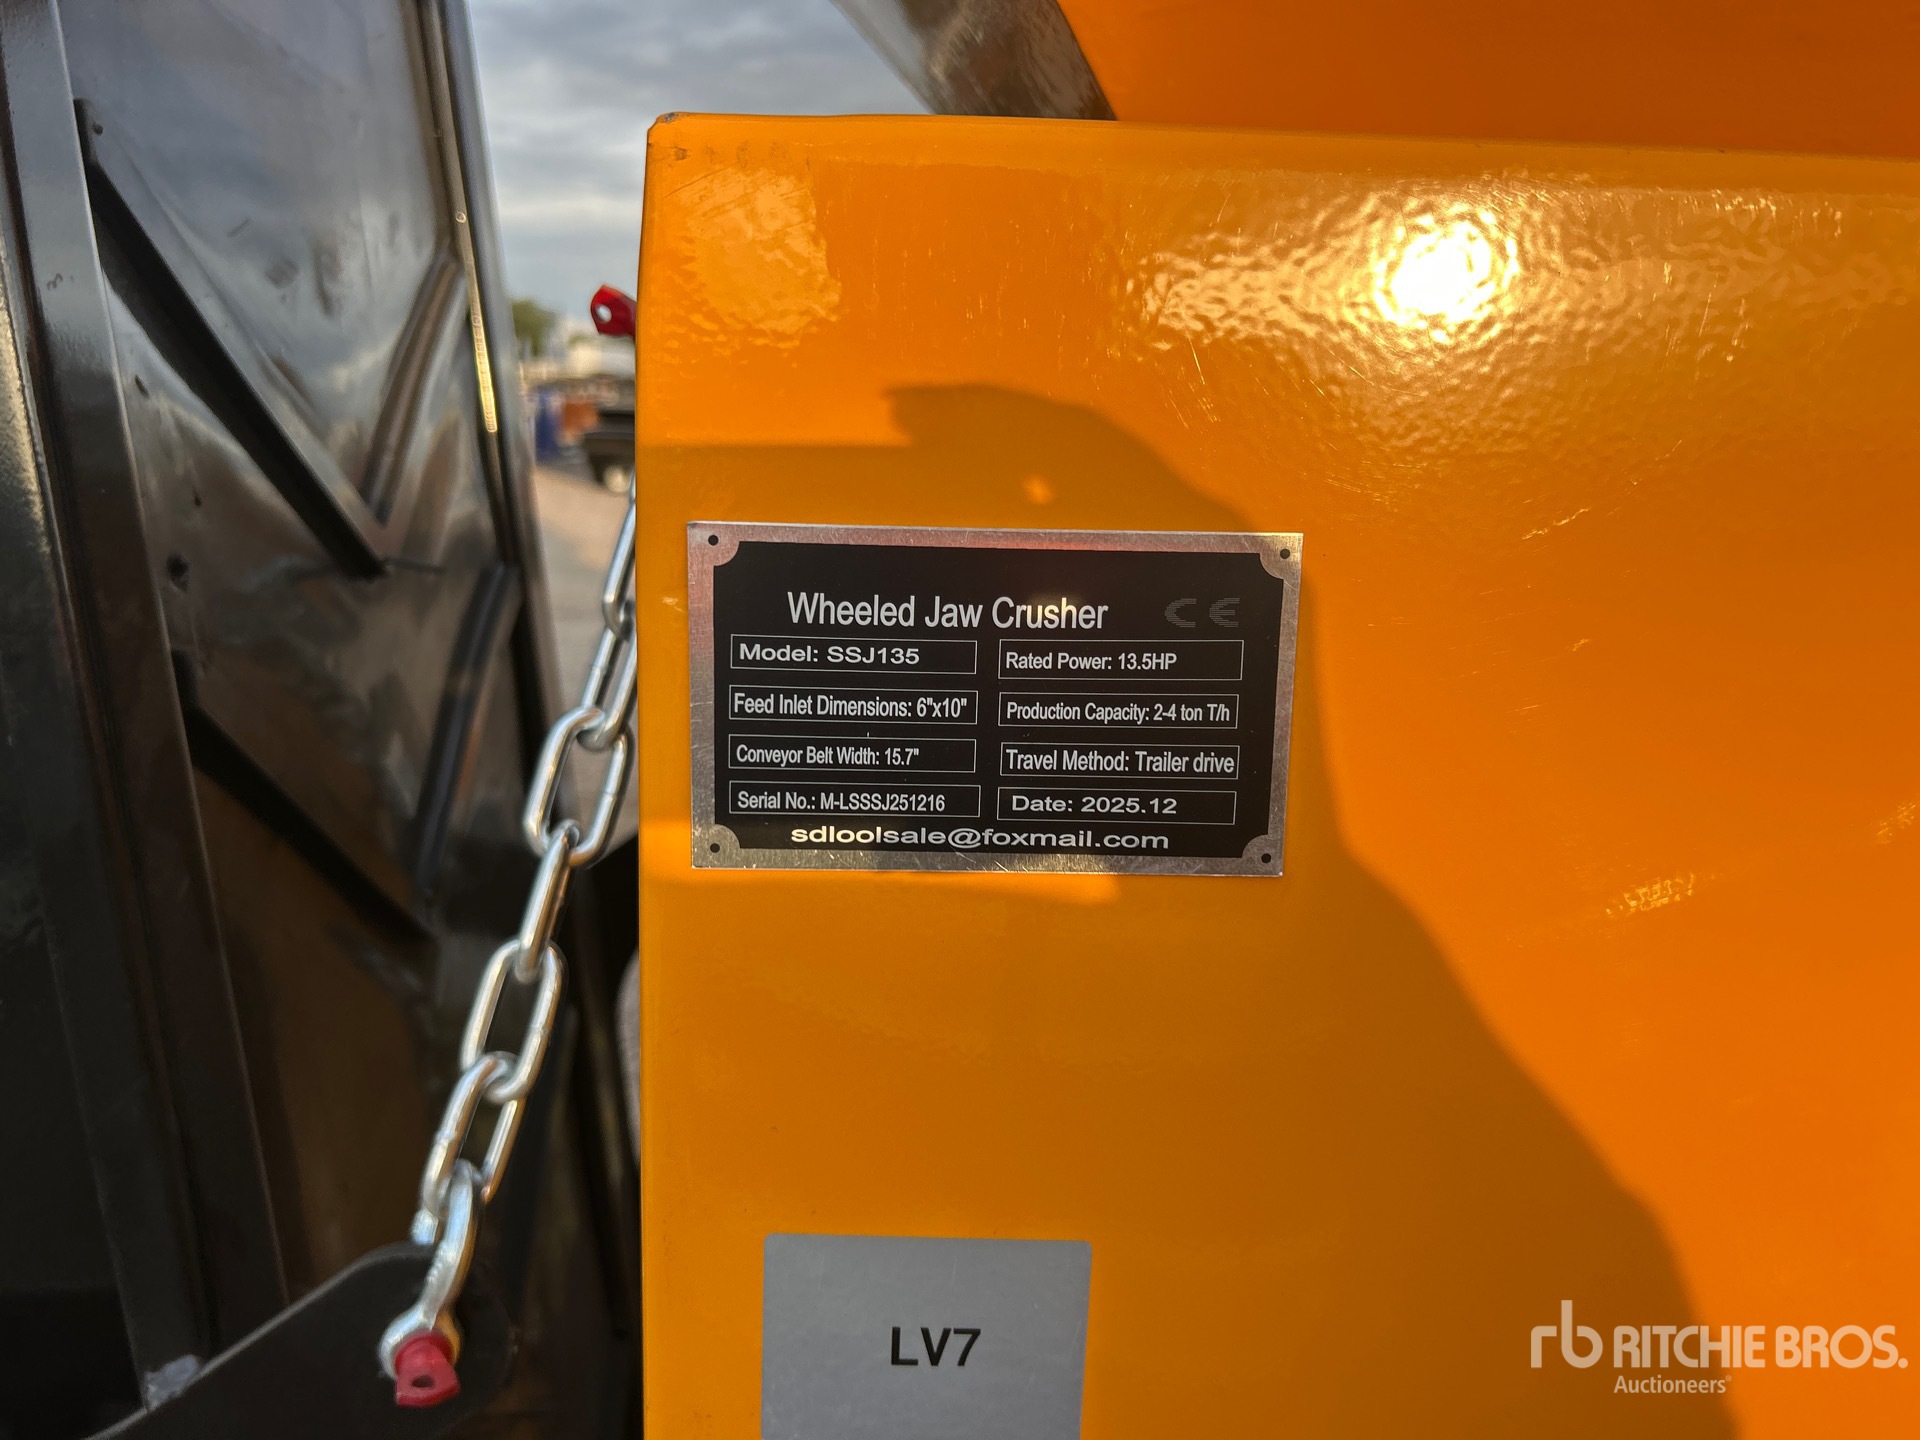 Wheeled Jaw Crusher CE
Model: SSJ135
Rated Power: 13.5HP
Feed Inlet Dimensions: 6"x10"
Production Capacity: 2-4 ton T/h
Conveyor Belt Width: 15.7"
Travel Method: Trailer drive
Serial No.: M-LSSSJ251216
Date: 2025.12
sdloolsale@foxmail.com
LV7
rb RITCHIE BROS.
Auctioneers